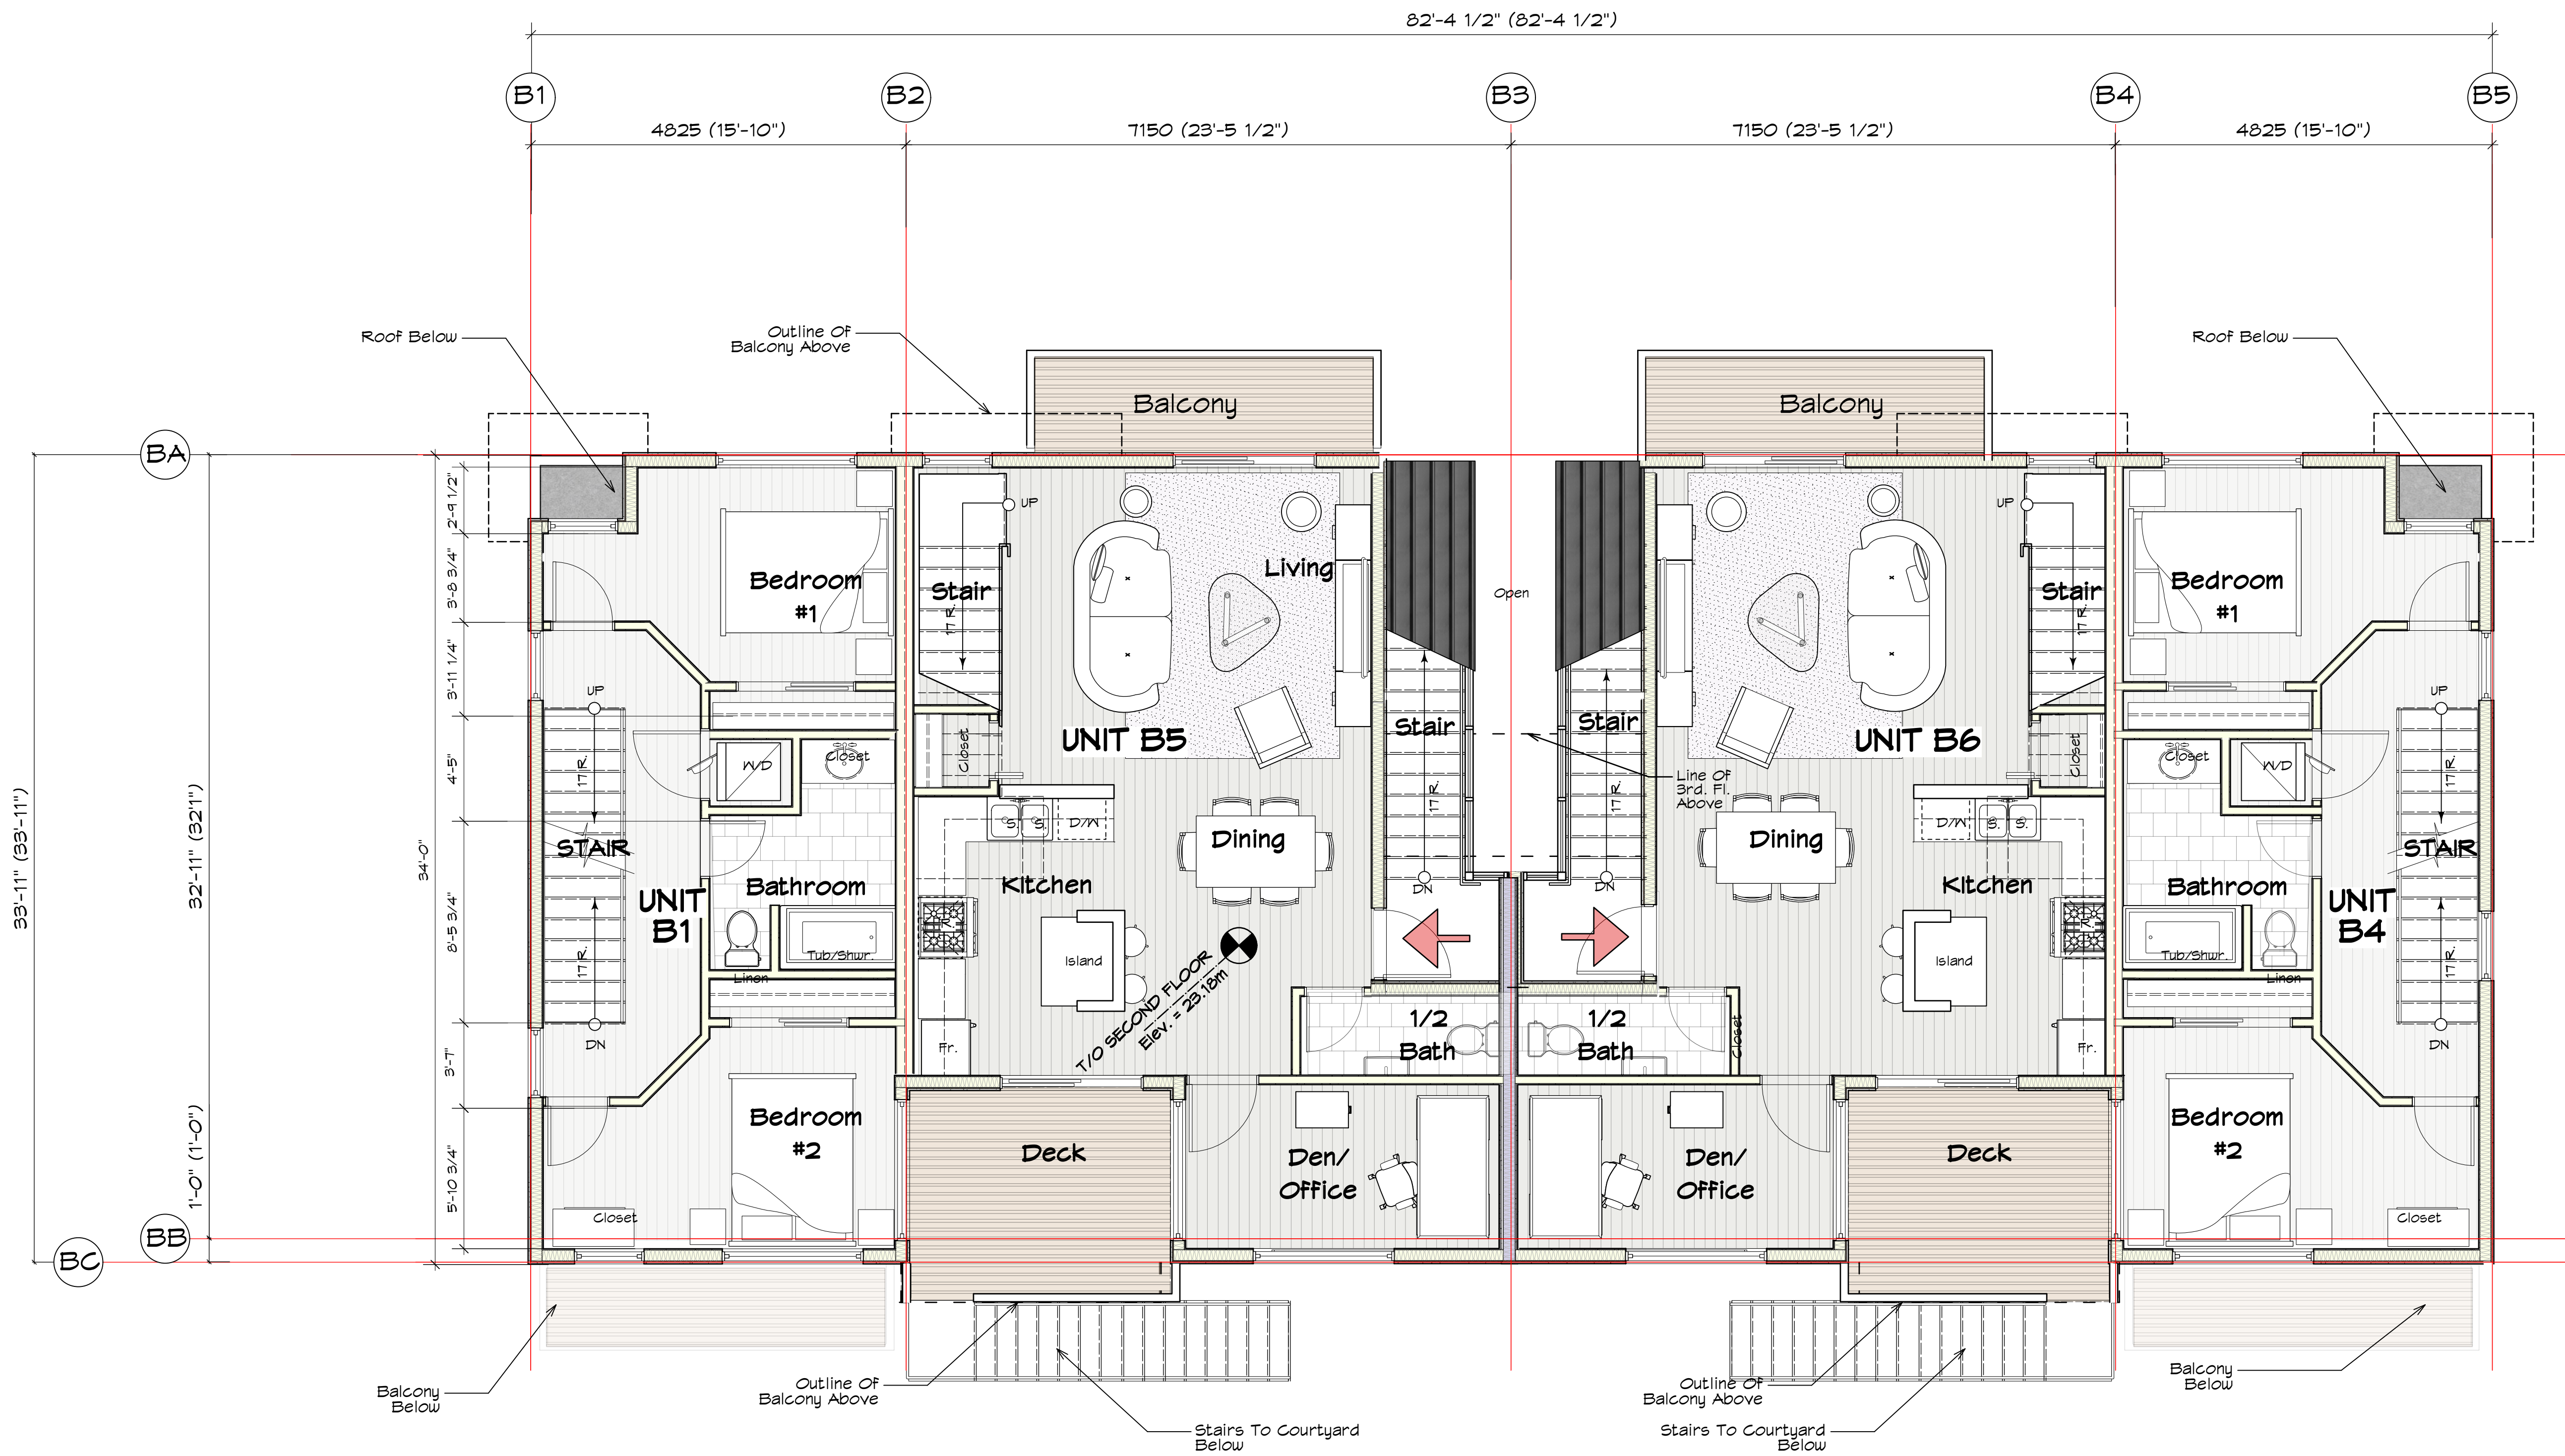 82'-4 1/2" (82'-4 1/2")
B1
B2
B3
B4
B5
4825 (15'-10")
7150 (23'-5 1/2")
7150 (23'-5 1/2")
4825 (15'-10")
Roof Below
Outline Of
Balcony Above
Roof Below
Balcony
Balcony
BA
BB
BC
33'-11" (33'-11")
32'-11" (32'1")
1'-0" (1'-0")
34'-0"
2'-9 1/2"
3'-8 3/4"
3'-11 1/4"
4'-5"
8'-5 3/4"
3'-7"
5'-10 3/4"
Bedroom
#1
UP
17 R.
STAIR
17 R.
DN
UNIT
B1
W/D
Closet
Bathroom
Tub/Shwr.
Linen
Bedroom
#2
Closet
UP
Stair
17 R.
Closet
Living
UNIT B5
S.
S.
D/W
Dining
Kitchen
Island
Fr.
T/O SECOND FLOOR
Elev. = 23.18m
Deck
Den/
Office
1/2
Bath
Stair
17 R.
DN
Open
Line Of
3rd. Fl.
Above
Stair
17 R.
DN
1/2
Bath
Closet
Den/
Office
UNIT B6
UP
Stair
17 R.
Closet
Dining
D/W
S.
S.
Kitchen
Island
Fr.
Deck
Bedroom
#1
Closet
W/D
Bathroom
Tub/Shwr.
Linen
UNIT
B4
UP
17 R.
STAIR
17 R.
DN
Bedroom
#2
Closet
Balcony
Below
Outline Of
Balcony Above
Stairs To Courtyard
Below
Outline Of
Balcony Above
Stairs To Courtyard
Below
Balcony
Below